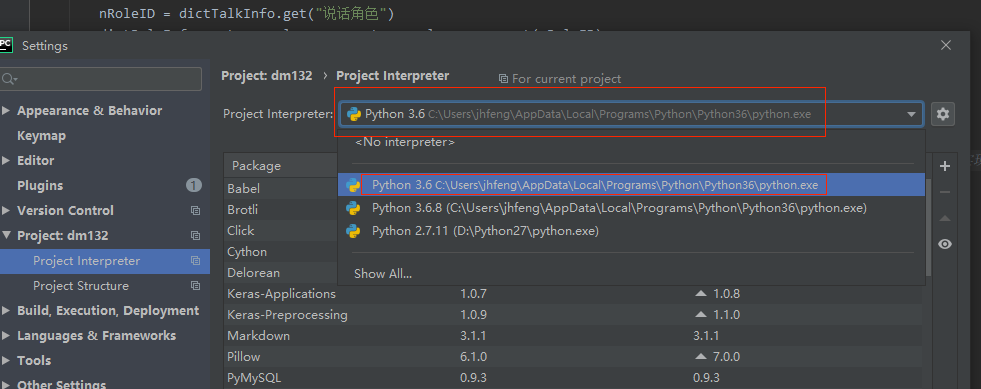 nRoleID = dictTalkInfo.get("说话角色")
PC Settings
Project: dm132 › Project Interpreter For current project
Appearance & Behavior
Keymap
Editor
Plugins 1
Version Control
Project: dm132
Project Interpreter
Project Structure
Build, Execution, Deployment
Languages & Frameworks
Tools
Other Settings
Project Interpreter: Python 3.6 C:\Users\jhfeng\AppData\Local\Programs\Python\Python36\python.exe
<No interpreter>
Python 3.6 C:\Users\jhfeng\AppData\Local\Programs\Python\Python36\python.exe
Python 3.6.8 (C:\Users\jhfeng\AppData\Local\Programs\Python\Python36\python.exe)
Python 2.7.11 (D:\Python27\python.exe)
Show All...
Package
Babel
Brotli
Click
Cython
Delorean
Keras-Applications 1.0.7 1.0.8
Keras-Preprocessing 1.0.9 1.1.0
Markdown 3.1.1 3.1.1
Pillow 6.1.0 7.0.0
PyMySQL 0.9.3 0.9.3